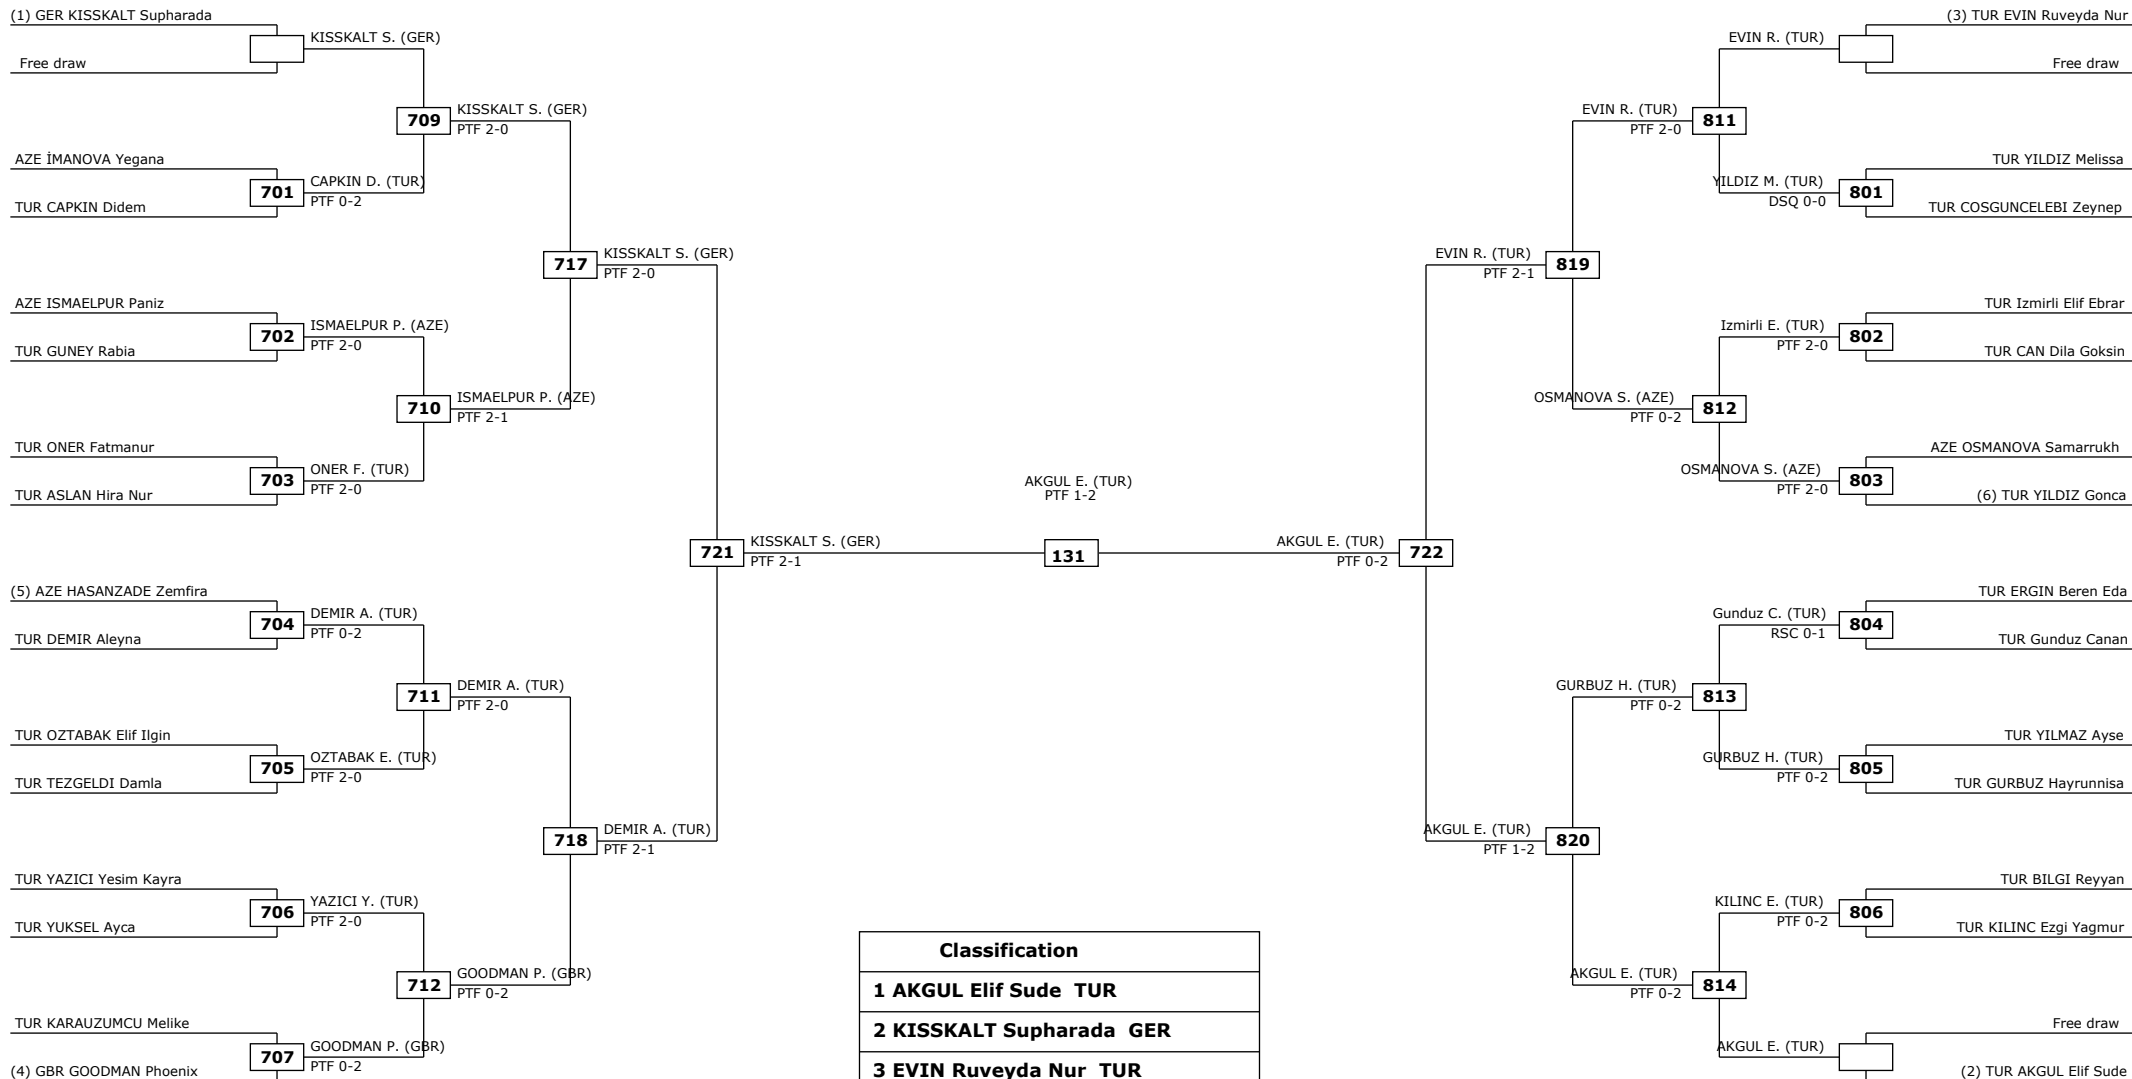 (1) GER KISSKALT Supharada
Free draw
KISSKALT S. (GER)
AZE İMANOVA Yegana
TUR CAPKIN Didem
701
CAPKIN D. (TUR)
PTF 0-2
709
KISSKALT S. (GER)
PTF 2-0
AZE ISMAELPUR Paniz
TUR GUNEY Rabia
702
ISMAELPUR P. (AZE)
PTF 2-0
TUR ONER Fatmanur
TUR ASLAN Hira Nur
703
ONER F. (TUR)
PTF 2-0
710
ISMAELPUR P. (AZE)
PTF 2-1
717
KISSKALT S. (GER)
PTF 2-0
(5) AZE HASANZADE Zemfira
TUR DEMIR Aleyna
704
DEMIR A. (TUR)
PTF 0-2
TUR OZTABAK Elif Ilgin
TUR TEZGELDI Damla
705
OZTABAK E. (TUR)
PTF 2-0
711
DEMIR A. (TUR)
PTF 2-0
TUR YAZICI Yesim Kayra
TUR YUKSEL Ayca
706
YAZICI Y. (TUR)
PTF 2-0
TUR KARAUZUMCU Melike
(4) GBR GOODMAN Phoenix
707
GOODMAN P. (GBR)
PTF 0-2
712
GOODMAN P. (GBR)
PTF 0-2
718
DEMIR A. (TUR)
PTF 2-1
721
KISSKALT S. (GER)
PTF 2-1
AKGUL E. (TUR)
PTF 1-2
131
AKGUL E. (TUR)
PTF 0-2
722
EVIN R. (TUR)
PTF 2-1
819
EVIN R. (TUR)
PTF 2-0
811
EVIN R. (TUR)
(3) TUR EVIN Ruveyda Nur
Free draw
YILDIZ M. (TUR)
DSQ 0-0
801
TUR YILDIZ Melissa
TUR COSGUNCELEBI Zeynep
OSMANOVA S. (AZE)
PTF 0-2
812
Izmirli E. (TUR)
PTF 2-0
802
TUR Izmirli Elif Ebrar
TUR CAN Dila Goksin
OSMANOVA S. (AZE)
PTF 2-0
803
AZE OSMANOVA Samarrukh
(6) TUR YILDIZ Gonca
AKGUL E. (TUR)
PTF 1-2
820
GURBUZ H. (TUR)
PTF 0-2
813
Gunduz C. (TUR)
RSC 0-1
804
TUR ERGIN Beren Eda
TUR Gunduz Canan
GURBUZ H. (TUR)
PTF 0-2
805
TUR YILMAZ Ayse
TUR GURBUZ Hayrunnisa
AKGUL E. (TUR)
PTF 0-2
814
KILINC E. (TUR)
PTF 0-2
806
TUR BILGI Reyyan
TUR KILINC Ezgi Yagmur
AKGUL E. (TUR)
Free draw
(2) TUR AKGUL Elif Sude
Classification
1 AKGUL Elif Sude TUR
2 KISSKALT Supharada GER
3 EVIN Ruveyda Nur TUR